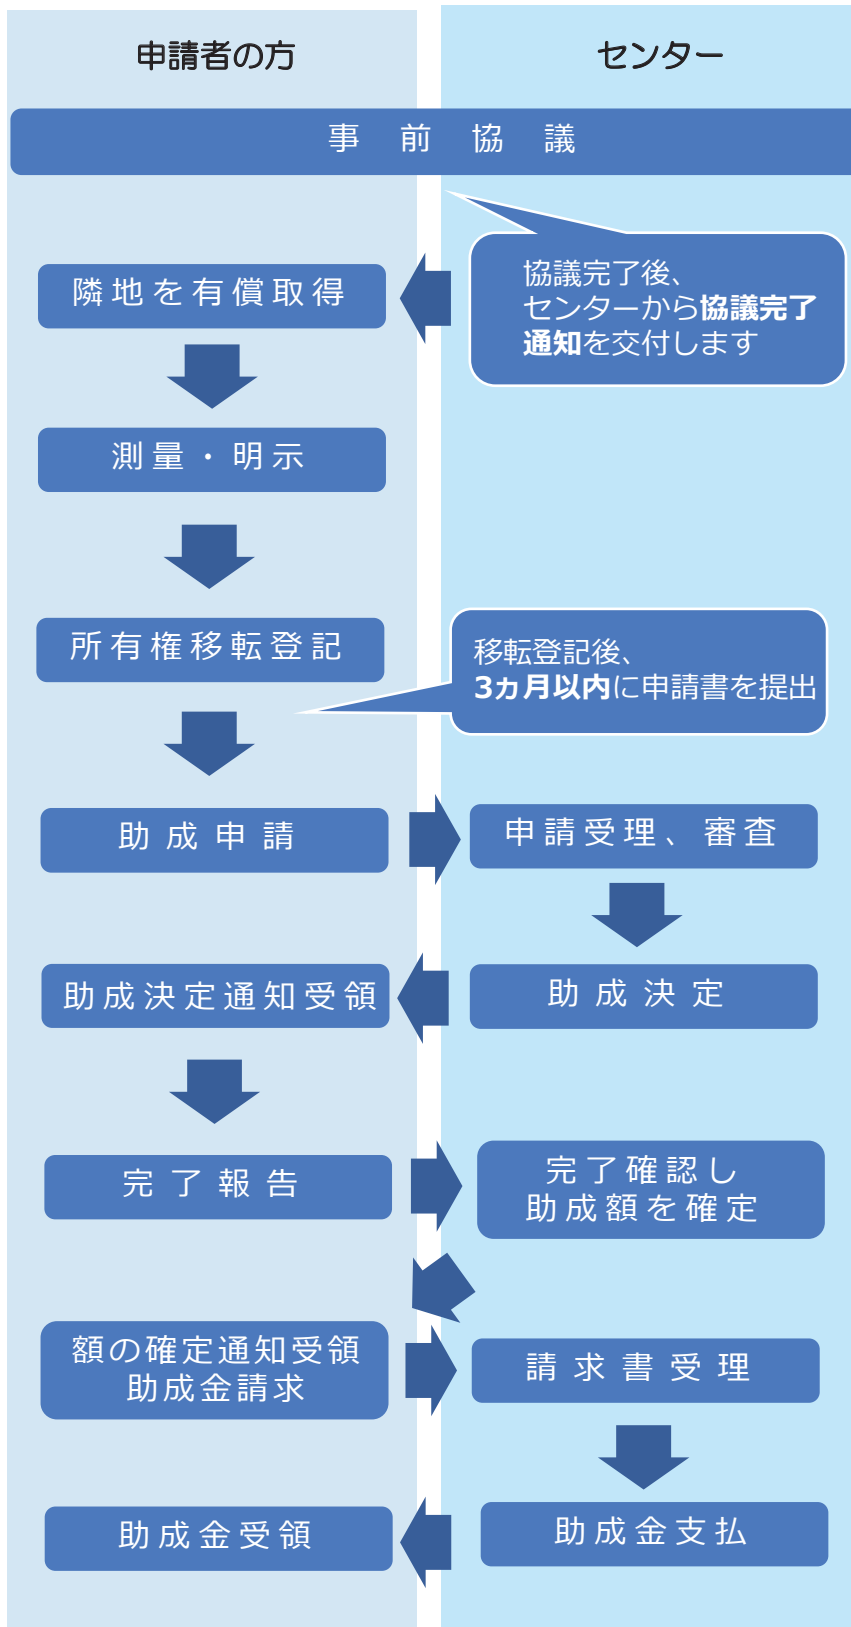 申請者の方
センター
事前協議
協議完了後、
センターから協議完了
通知を交付します
隣地を有償取得
測量・明示
所有権移転登記
移転登記後、
3ヵ月以内に申請書を提出
助成申請
申請受理、審査
助成決定
助成決定通知受領
完了報告
完了確認し
助成額を確定
額の確定通知受領
助成金請求
請求書受理
助成金支払
助成金受領